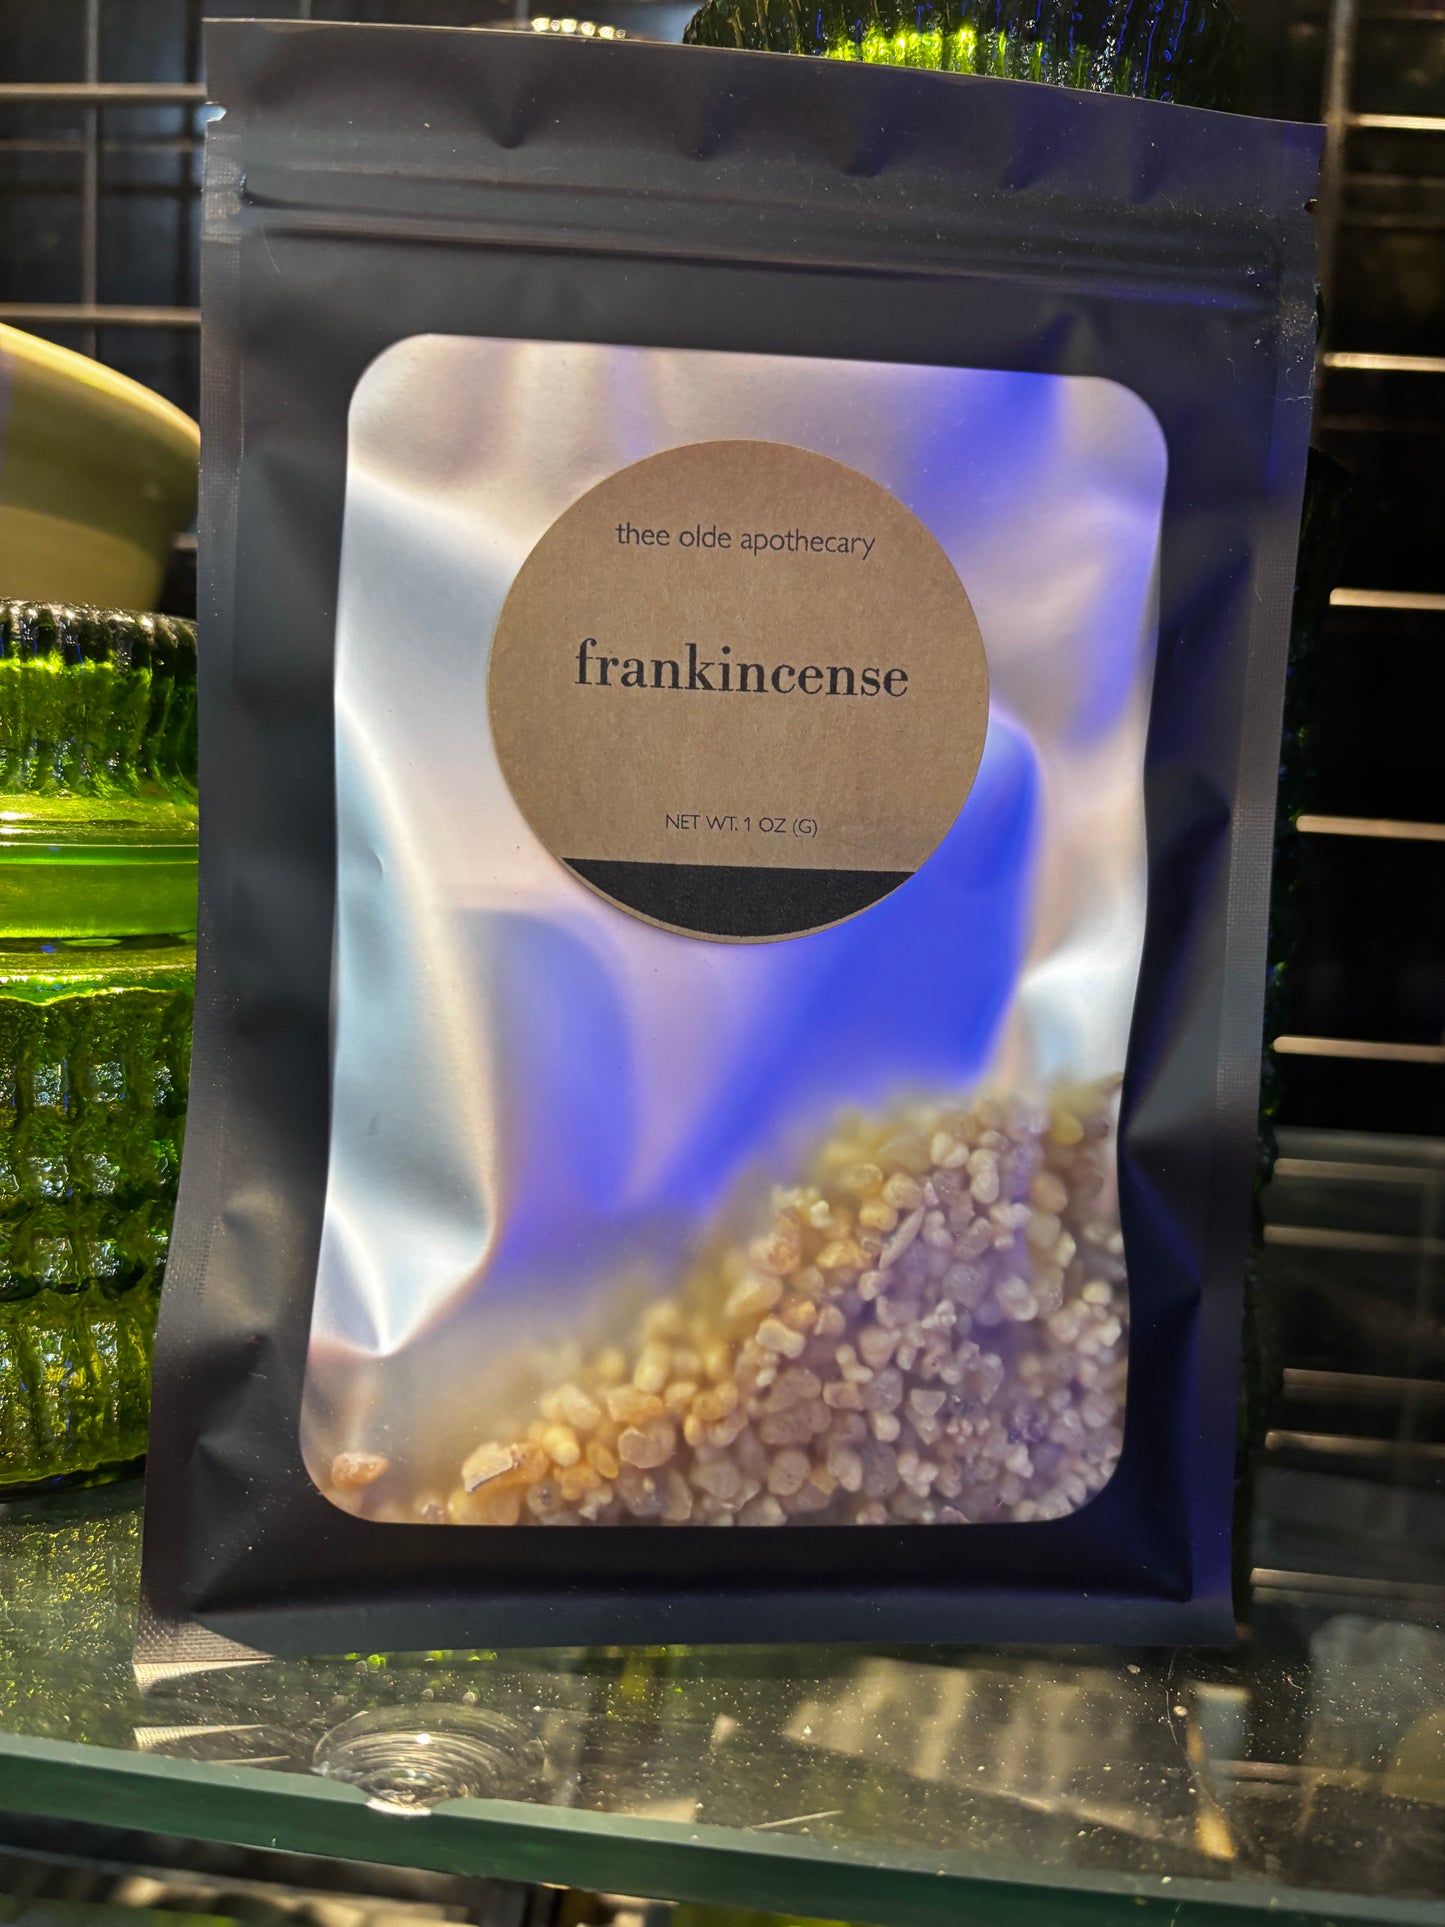 thee olde apothecary
frankincense
NET WT. 1 OZ (G)